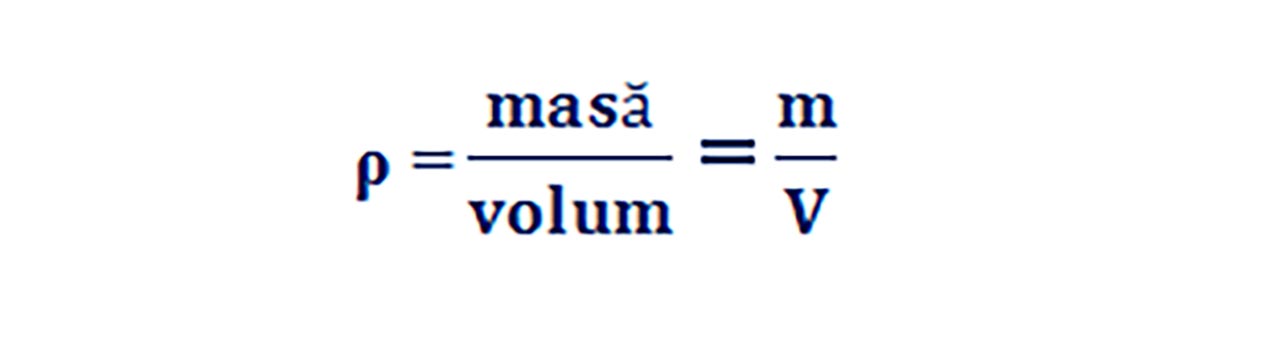 ρ = masă / volum = m / V